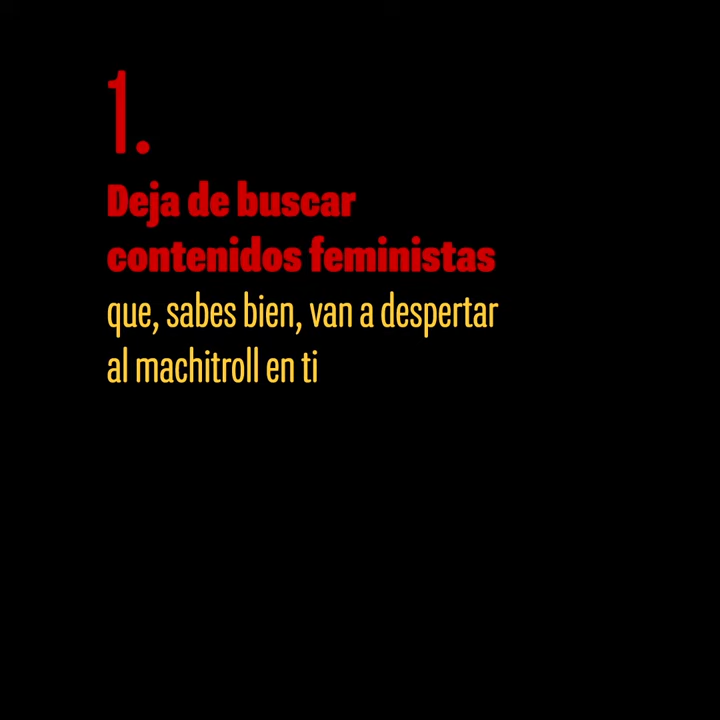 1.
Deja de buscar
contenidos feministas
que, sabes bien, van a despertar
al machitroll en ti